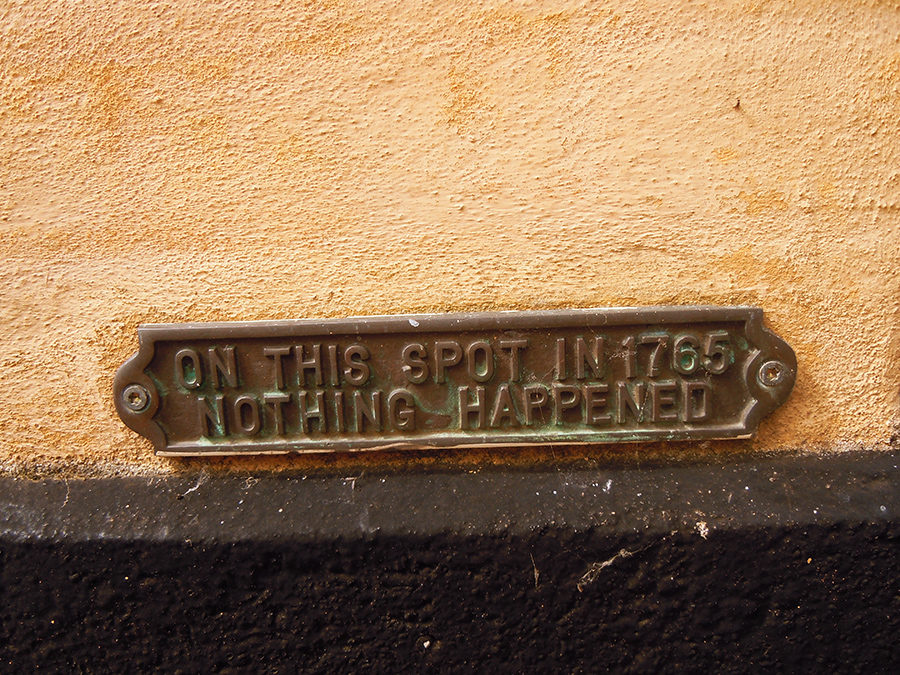 ON THIS SPOT IN 1765
NOTHING HAPPENED